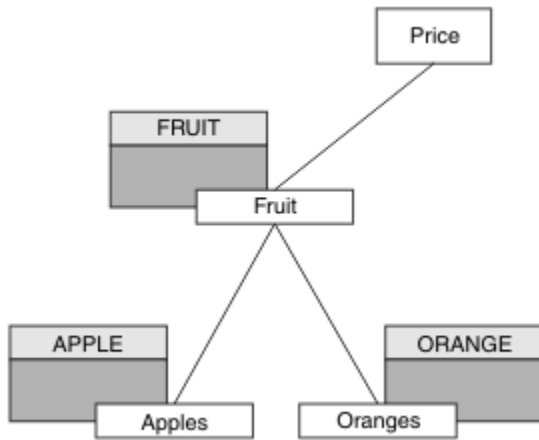 Price
FRUIT
Fruit
APPLE
ORANGE
Apples
Oranges